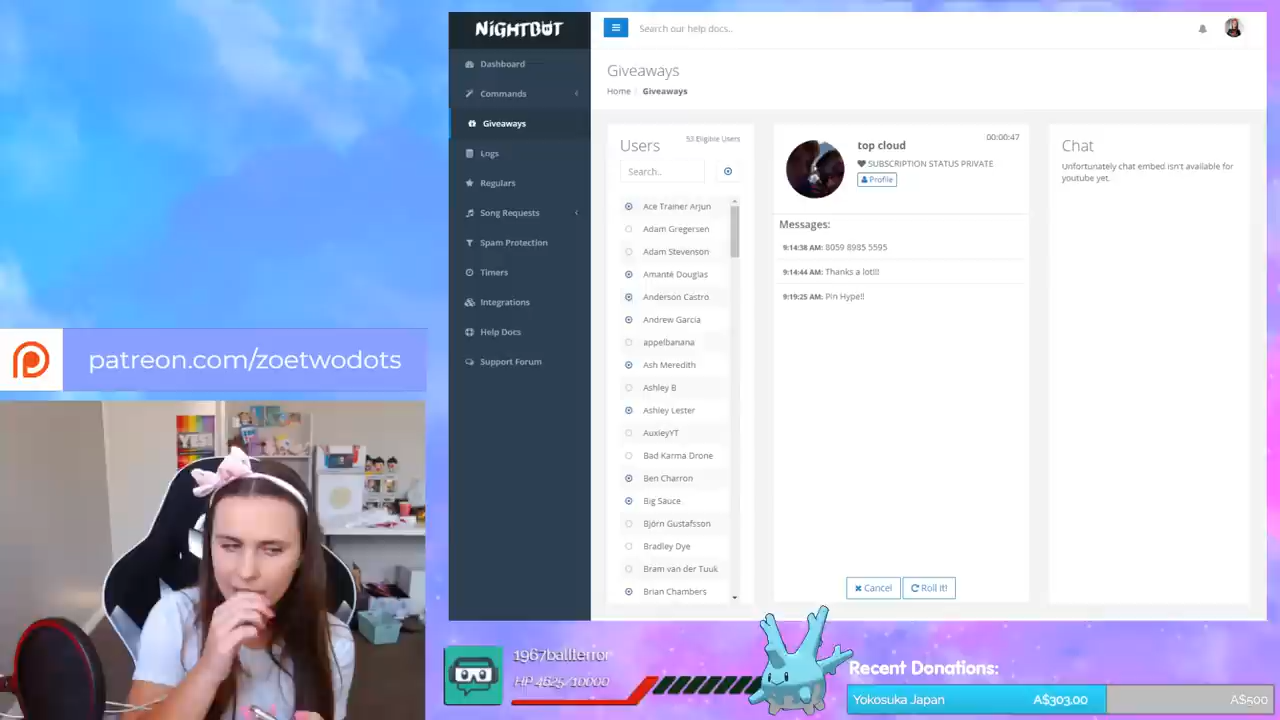 NiGHTBOT
Search our help docs..
Dashboard
Commands
Giveaways
Logs
Regulars
Song Requests
Spam Protection
Timers
Integrations
Help Docs
Support Forum
Giveaways
Home
Giveaways
Users
53 Eligible Users
Search..
Ace Trainer Arjun
Adam Gregersen
Adam Stevenson
Amanté Douglas
Anderson Castro
Andrew Garcia
appelbanana
Ash Meredith
Ashley B
Ashley Lester
AuxleyYT
Bad Karma Drone
Ben Charron
Big Sauce
Björn Gustafsson
Bradley Dye
Bram van der Tuuk
Brian Chambers
top cloud
00:00:47
SUBSCRIPTION STATUS PRIVATE
Profile
Messages:
9:14:38 AM: 8059 8985 5595
9:14:44 AM: Thanks a lot!!!
9:19:25 AM: Pin Hype!!
Cancel
Roll it!
Chat
Unfortunately chat embed isn't available for
youtube yet.
patreon.com/zoetwodots
YES!
1967ballterror
HP 4625/10000
Recent Donations:
Yokosuka Japan
A$303.00
A$500